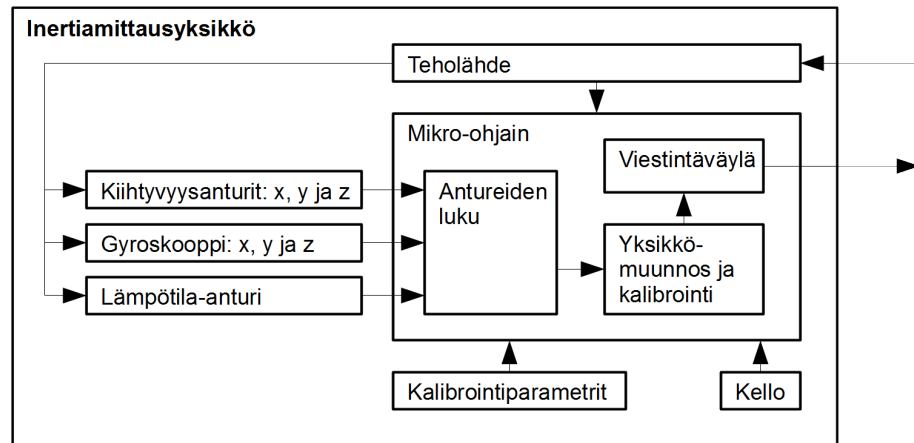 Inertiamittausyksikkö
Teholähde
Mikro-ohjain
Viestintäväylä
Kiihtyvyysanturit: x, y ja z
Antureiden
luku
Gyroskooppi: x, y ja z
Yksikkö-
muunnos ja
kalibrointi
Lämpötila-anturi
Kalibrointiparametrit
Kello